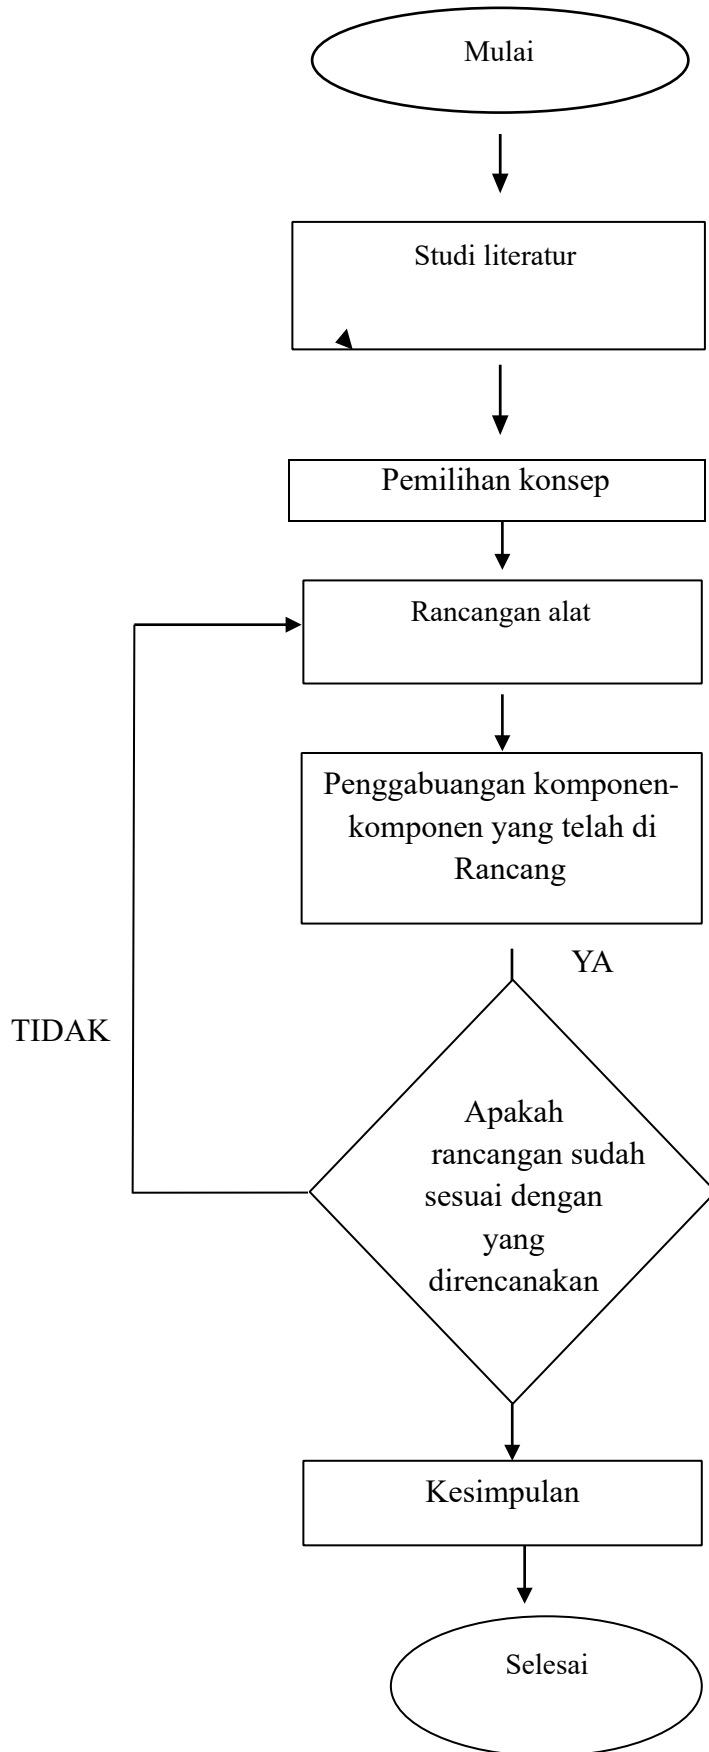 Mulai
Studi literatur
Pemilihan konsep
Rancangan alat
Penggabuangan komponen-
komponen yang telah di
Rancang
YA
TIDAK
Apakah
rancangan sudah
sesuai dengan
yang
direncanakan
Kesimpulan
Selesai